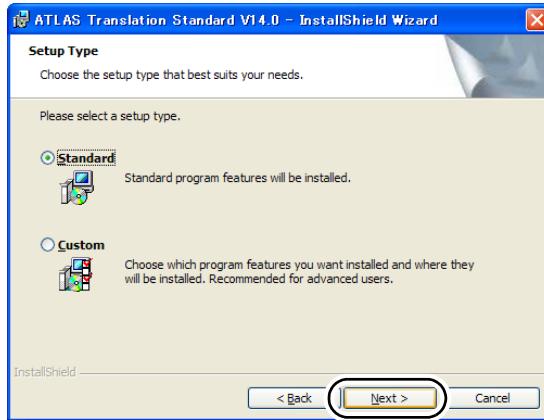 ATLAS Translation Standard V14.0 - InstallShield Wizard
Setup Type
Choose the setup type that best suits your needs.
Please select a setup type.
Standard
Standard program features will be installed.
Custom
Choose which program features you want installed and where they
will be installed. Recommended for advanced users.
InstallShield
< Back
Next >
Cancel